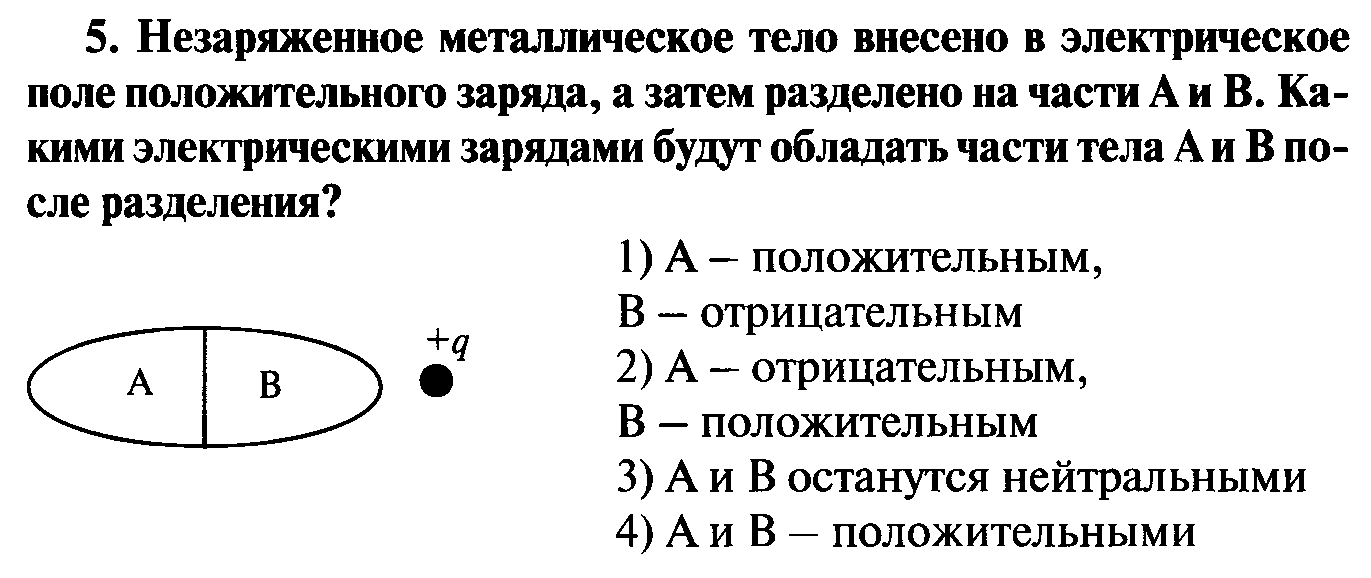 5. Незаряженное металлическое тело внесено в электрическое
поле положительного заряда, а затем разделено на части А и В. Ка-
кими электрическими зарядами будут обладать части тела А и В по-
сле разделения?
1) А – положительным,
В – отрицательным
2) А – отрицательным,
В – положительным
3) А и В останутся нейтральными
4) А и В – положительными
А
В
+q